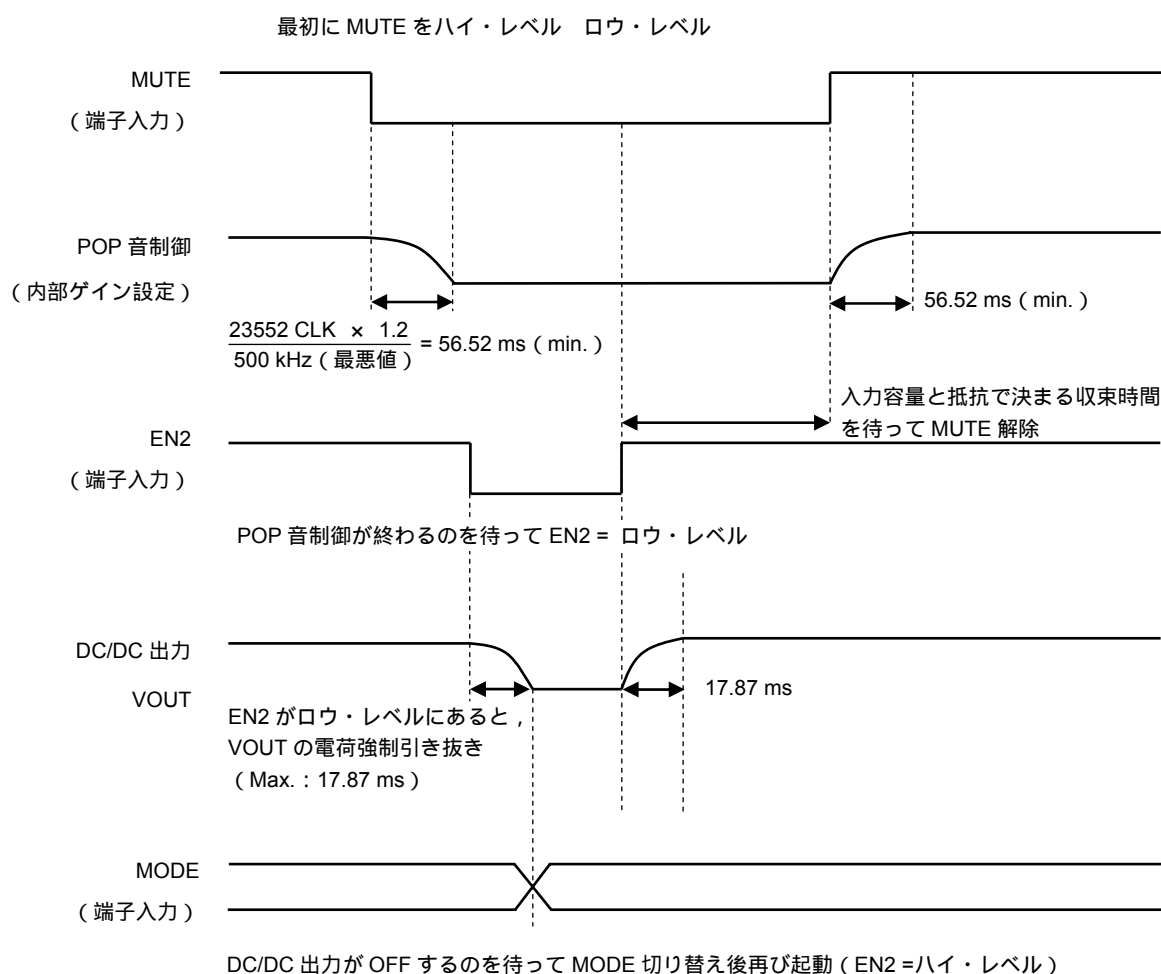 最初に MUTE をハイ・レベル　ロウ・レベル
MUTE
（端子入力）
POP 音制御
（内部ゲイン設定）
56.52 ms（min.）
23552 CLK × 1.2
500 kHz（最悪値）
= 56.52 ms（min.）
入力容量と抵抗で決まる収束時間
を待って MUTE 解除
EN2
（端子入力）
POP 音制御が終わるのを待って EN2 = ロウ・レベル
DC/DC 出力
VOUT
17.87 ms
EN2 がロウ・レベルにあると，
VOUT の電荷強制引き抜き
（Max.：17.87 ms）
MODE
（端子入力）
DC/DC 出力が OFF するのを待って MODE 切り替え後再び起動（EN2 =ハイ・レベル）